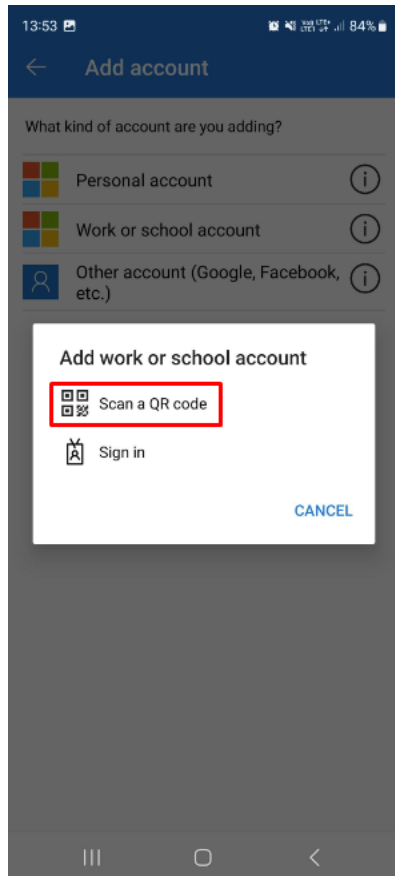 13:53 84%
Add account
What kind of account are you adding?
Personal account
Work or school account
Other account (Google, Facebook,
etc.)
Add work or school account
Scan a QR code
Sign in
CANCEL